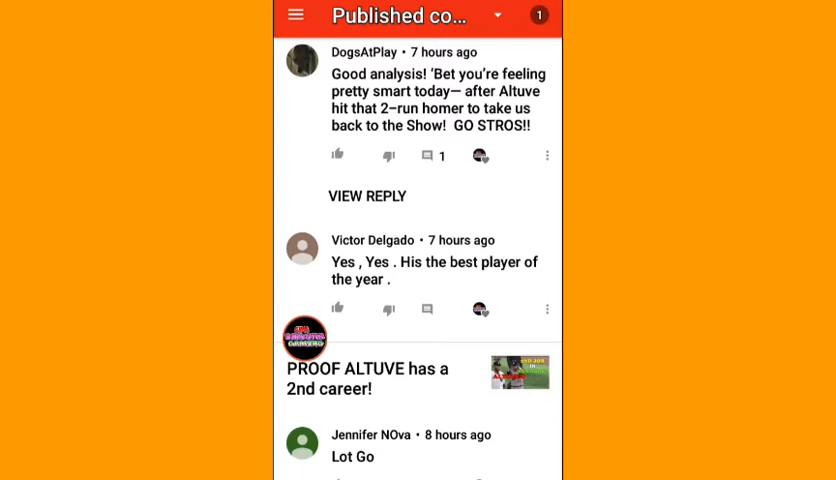 Published co...
1
DogsAtPlay • 7 hours ago
Good analysis! ‘Bet you’re feeling
pretty smart today— after Altuve
hit that 2–run homer to take us
back to the Show! GO STROS!!
1
VIEW REPLY
Victor Delgado • 7 hours ago
Yes , Yes . His the best player of
the year .
PROOF ALTUVE has a
2nd career!
Jennifer NOva • 8 hours ago
Lot Go